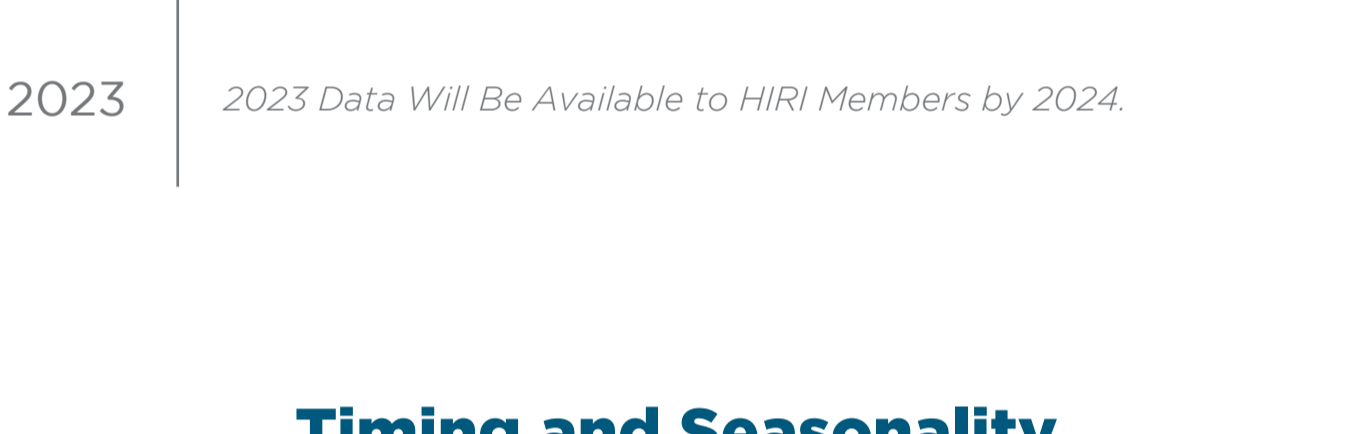 2023
2023 Data Will Be Available to HIRI Members by 2024.
Timing and Seasonality